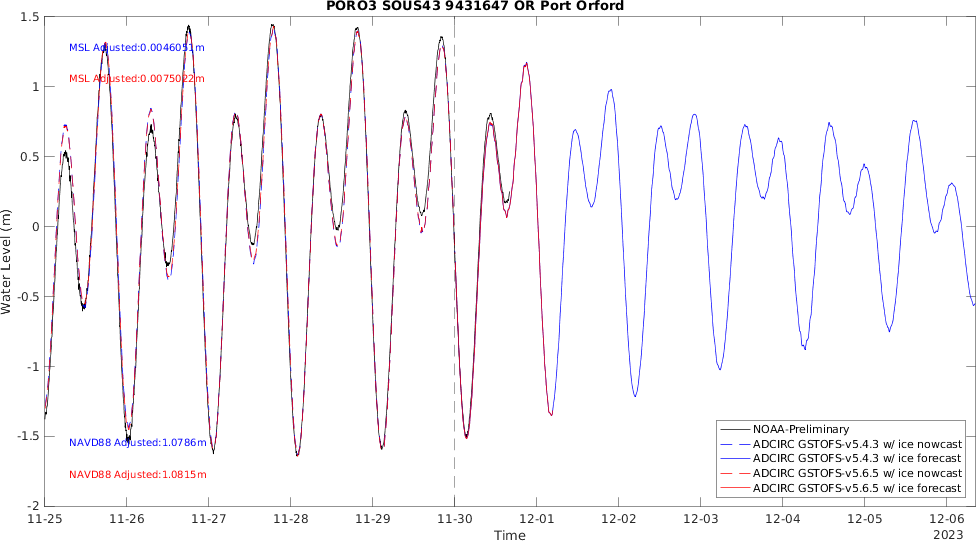 PORO3 SOUS43 9431647 OR Port Orford
1.5
1
0.5
0
-0.5
-1
-1.5
-2
Water Level (m)
MSL Adjusted:0.0046051m
MSL Adjusted:0.0075022m
NAVD88 Adjusted:1.0786m
NAVD88 Adjusted:1.0815m
NOAA-Preliminary
ADCIRC GSTOFS-v5.4.3 w/ ice nowcast
ADCIRC GSTOFS-v5.4.3 w/ ice forecast
ADCIRC GSTOFS-v5.6.5 w/ ice nowcast
ADCIRC GSTOFS-v5.6.5 w/ ice forecast
11-25 11-26 11-27 11-28 11-29 11-30 12-01 12-02 12-03 12-04 12-05 12-06
Time
2023